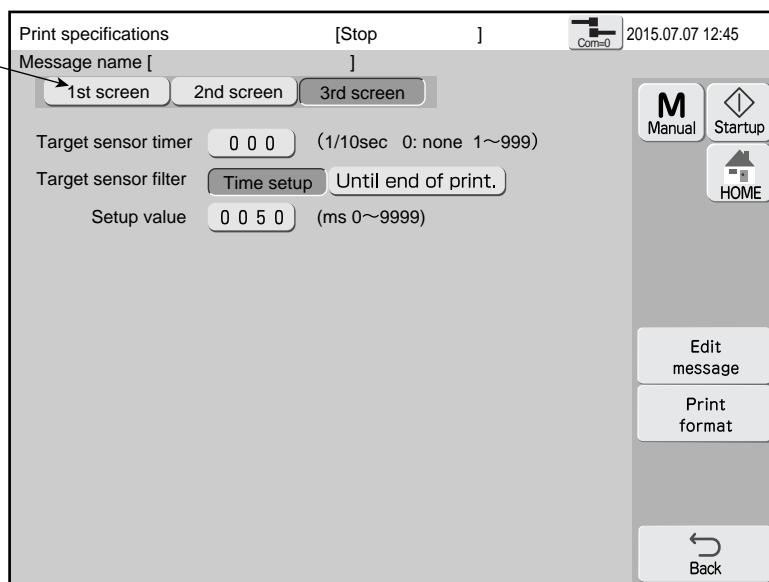 Print specifications [Stop ] Com=0 2015.07.07 12:45
Message name [ ]
1st screen 2nd screen 3rd screen
M Manual Startup
Target sensor timer 0 0 0 (1/10sec 0: none 1～999)
HOME
Target sensor filter Time setup Until end of print.
Setup value 0 0 5 0 (ms 0～9999)
Edit
message
Print
format
Back